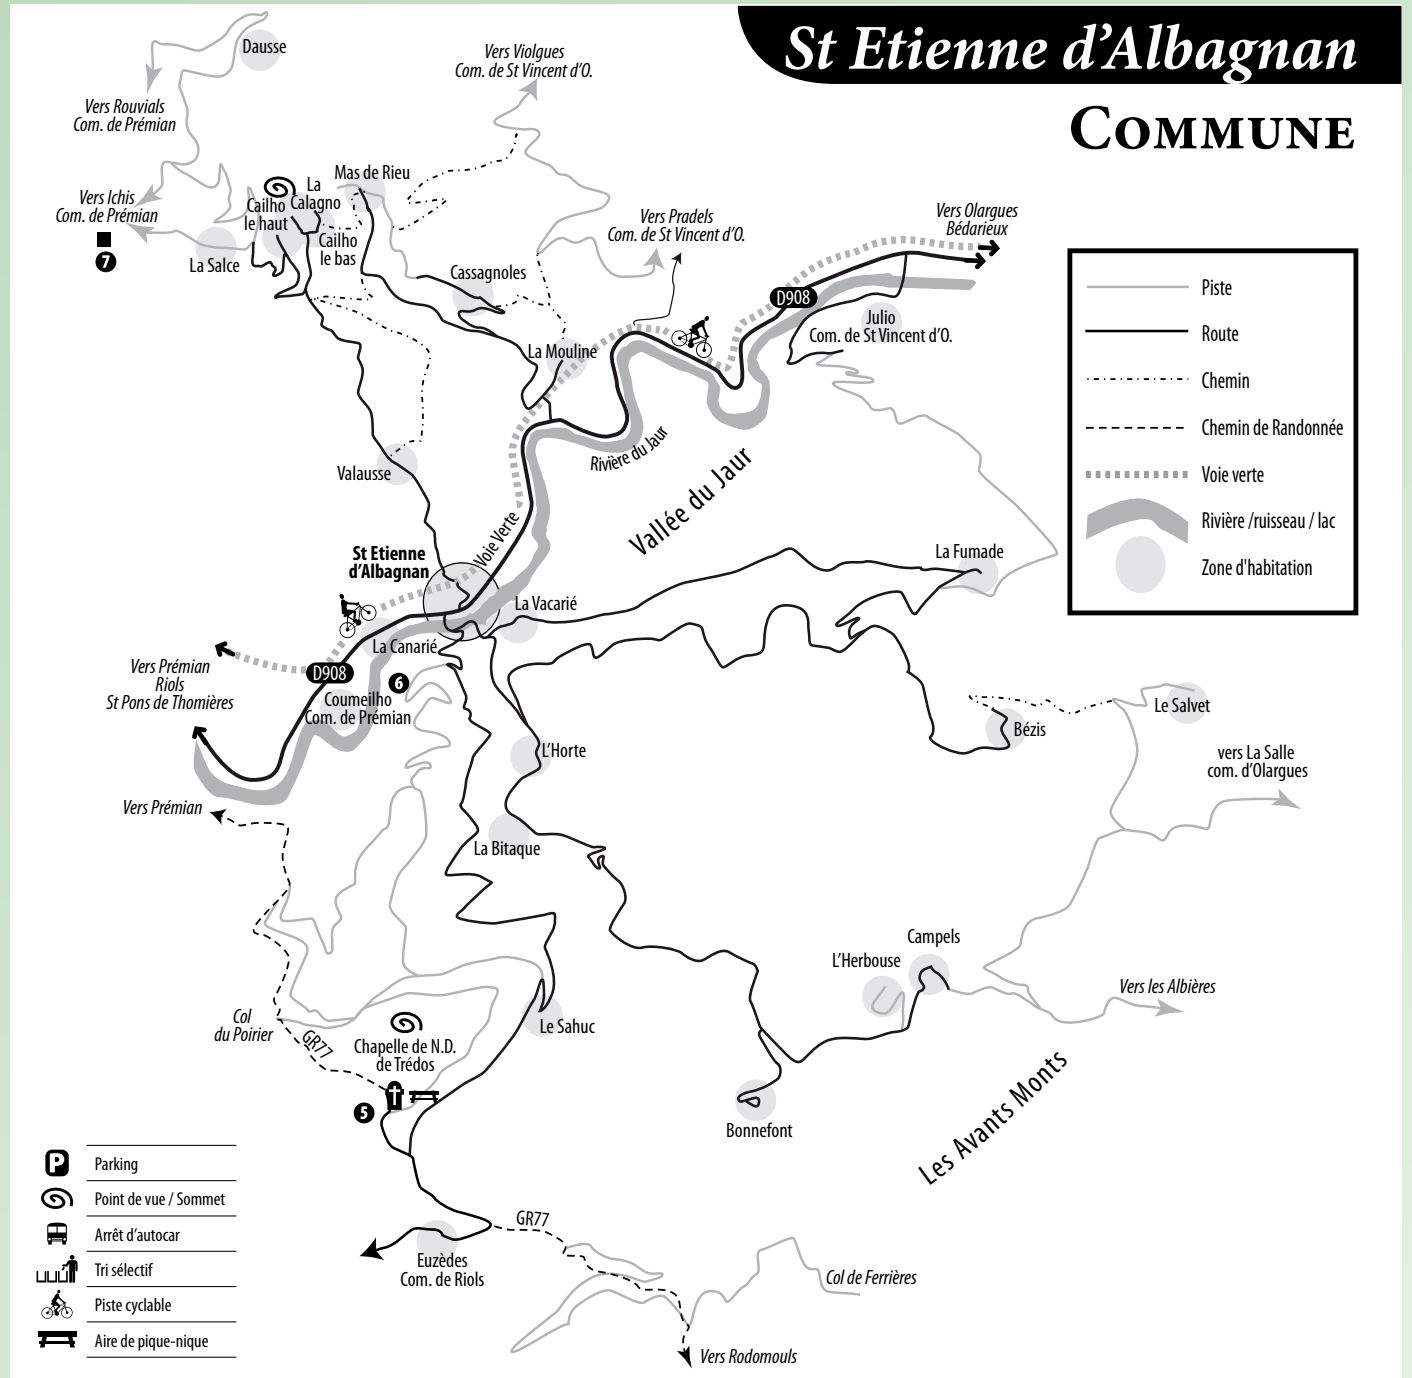 St Etienne d'Albagnan
COMMUNE
Dausse
Vers Violgues
Com. de St Vincent d'O.
Vers Rouvials
Com. de Prémian
Vers Ichis
Com. de Prémian
7
Mas de Rieu
La
Calagno
Cailho
le haut
Cailho
le bas
La Salce
Cassagnoles
Vers Pradels
Com. de St Vincent d'O.
Vers Olargues
Bédarieux
D908
Julio
Com. de St Vincent d'O.
La Mouline
Rivière du Jaur
Vallée du Jaur
Valausse
Voie Verte
St Etienne
d'Albagnan
La Vacarié
La Fumade
La Canarié
D908
6
Coumeilho
Com. de Prémian
Vers Prémian
Riols
St Pons de Thomières
Vers Prémian
L'Horte
La Bitaque
Bézis
Le Salvet
vers La Salle
com. d'Olargues
Campels
L'Herbouse
Vers les Albières
Col
du Poirier
GR77
Chapelle de N.D.
de Trédos
5
Le Sahuc
Bonnefont
Les Avants Monts
GR77
Euzèdes
Com. de Riols
Col de Ferrières
Vers Rodomouls
Piste
Route
Chemin
Chemin de Randonnée
Voie verte
Rivière /ruisseau / lac
Zone d'habitation
P Parking
Point de vue / Sommet
Arrêt d'autocar
Tri sélectif
Piste cyclable
Aire de pique-nique